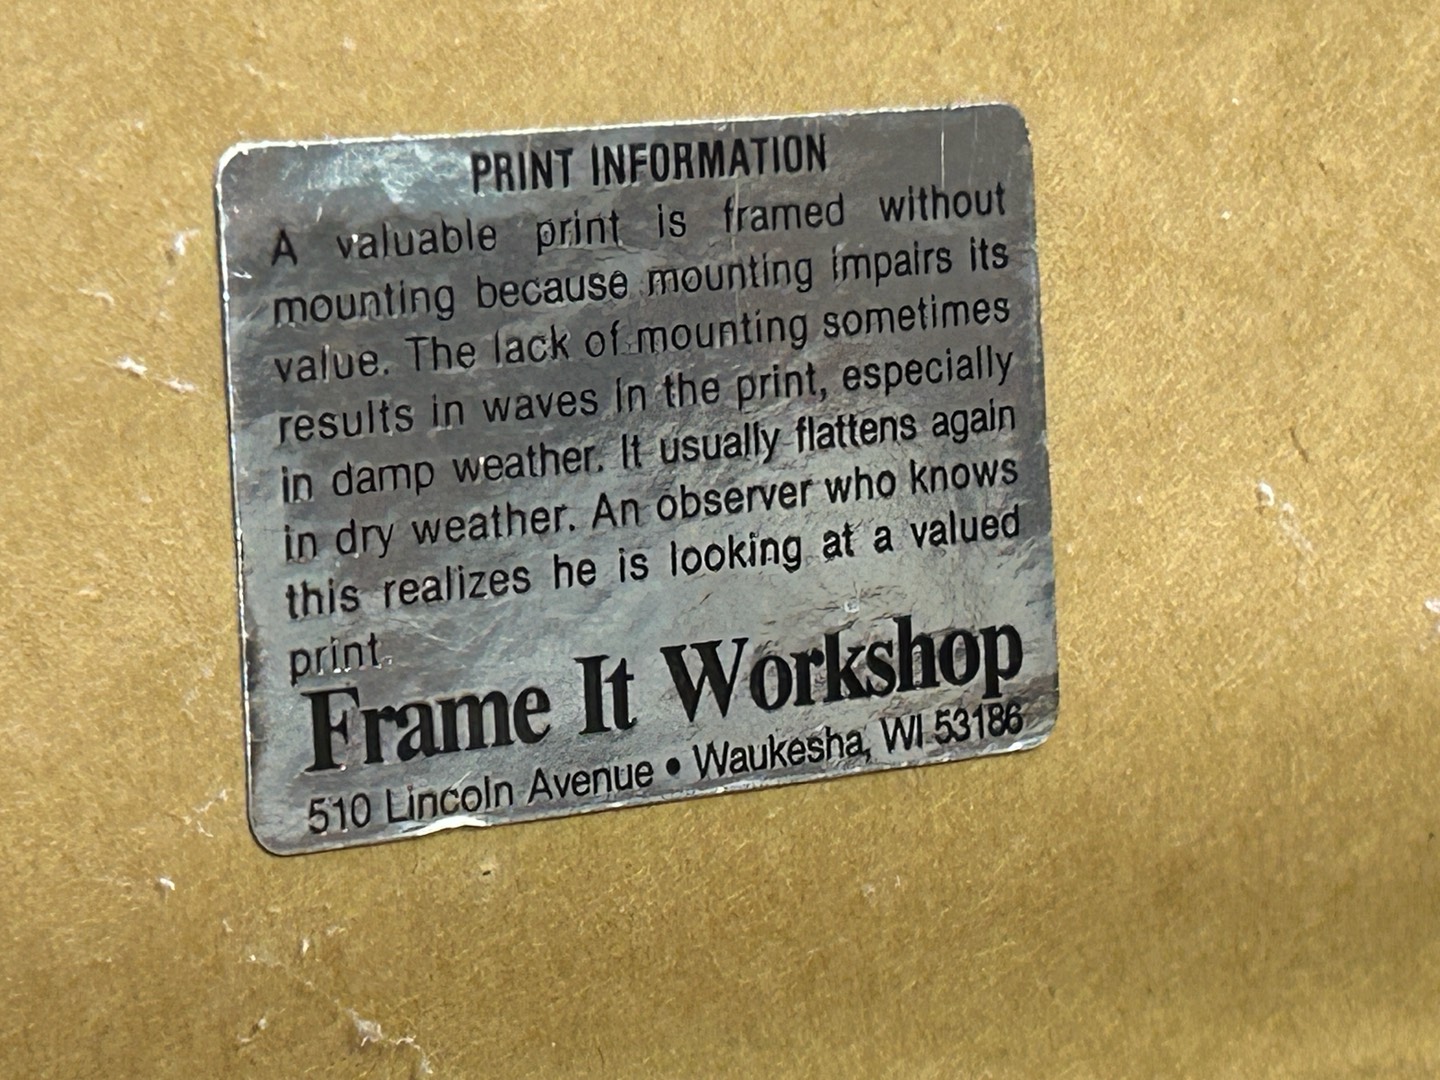 PRINT INFORMATION
A valuable print is framed without
mounting because mounting impairs its
value. The lack of mounting sometimes
results in waves in the print, especially
in damp weather. It usually flattens again
in dry weather. An observer who knows
this realizes he is looking at a valued
print.
Frame It Workshop
510 Lincoln Avenue • Waukesha, WI 53186